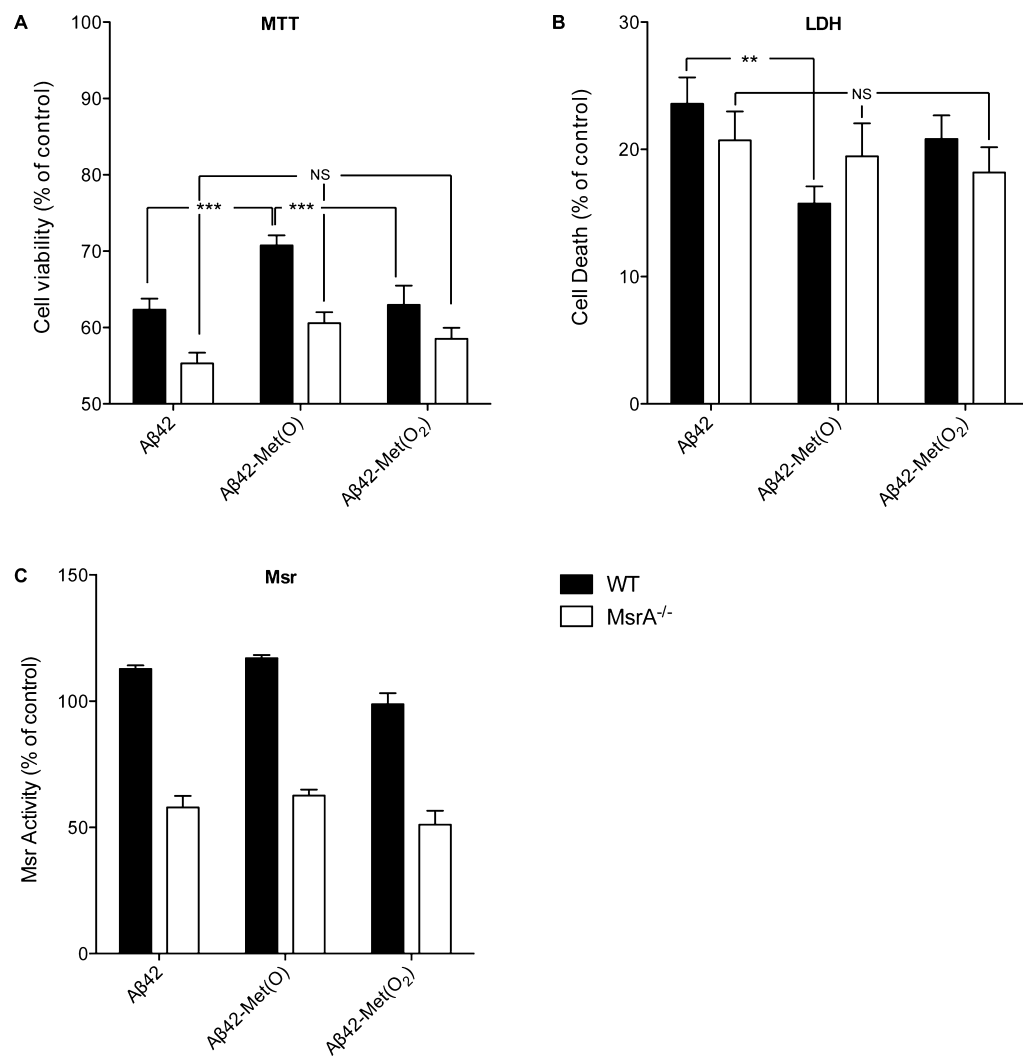 A
MTT
Cell viability (% of control)
100
90
80
70
60
50
NS
***
***
Aβ42
Aβ42-Met(O)
Aβ42-Met(O₂)
B
LDH
Cell Death (% of control)
30
20
10
0
**
NS
Aβ42
Aβ42-Met(O)
Aβ42-Met(O₂)
C
Msr
Msr Activity (% of control)
150
100
50
0
Aβ42
Aβ42-Met(O)
Aβ42-Met(O₂)
WT
MsrA⁻/⁻